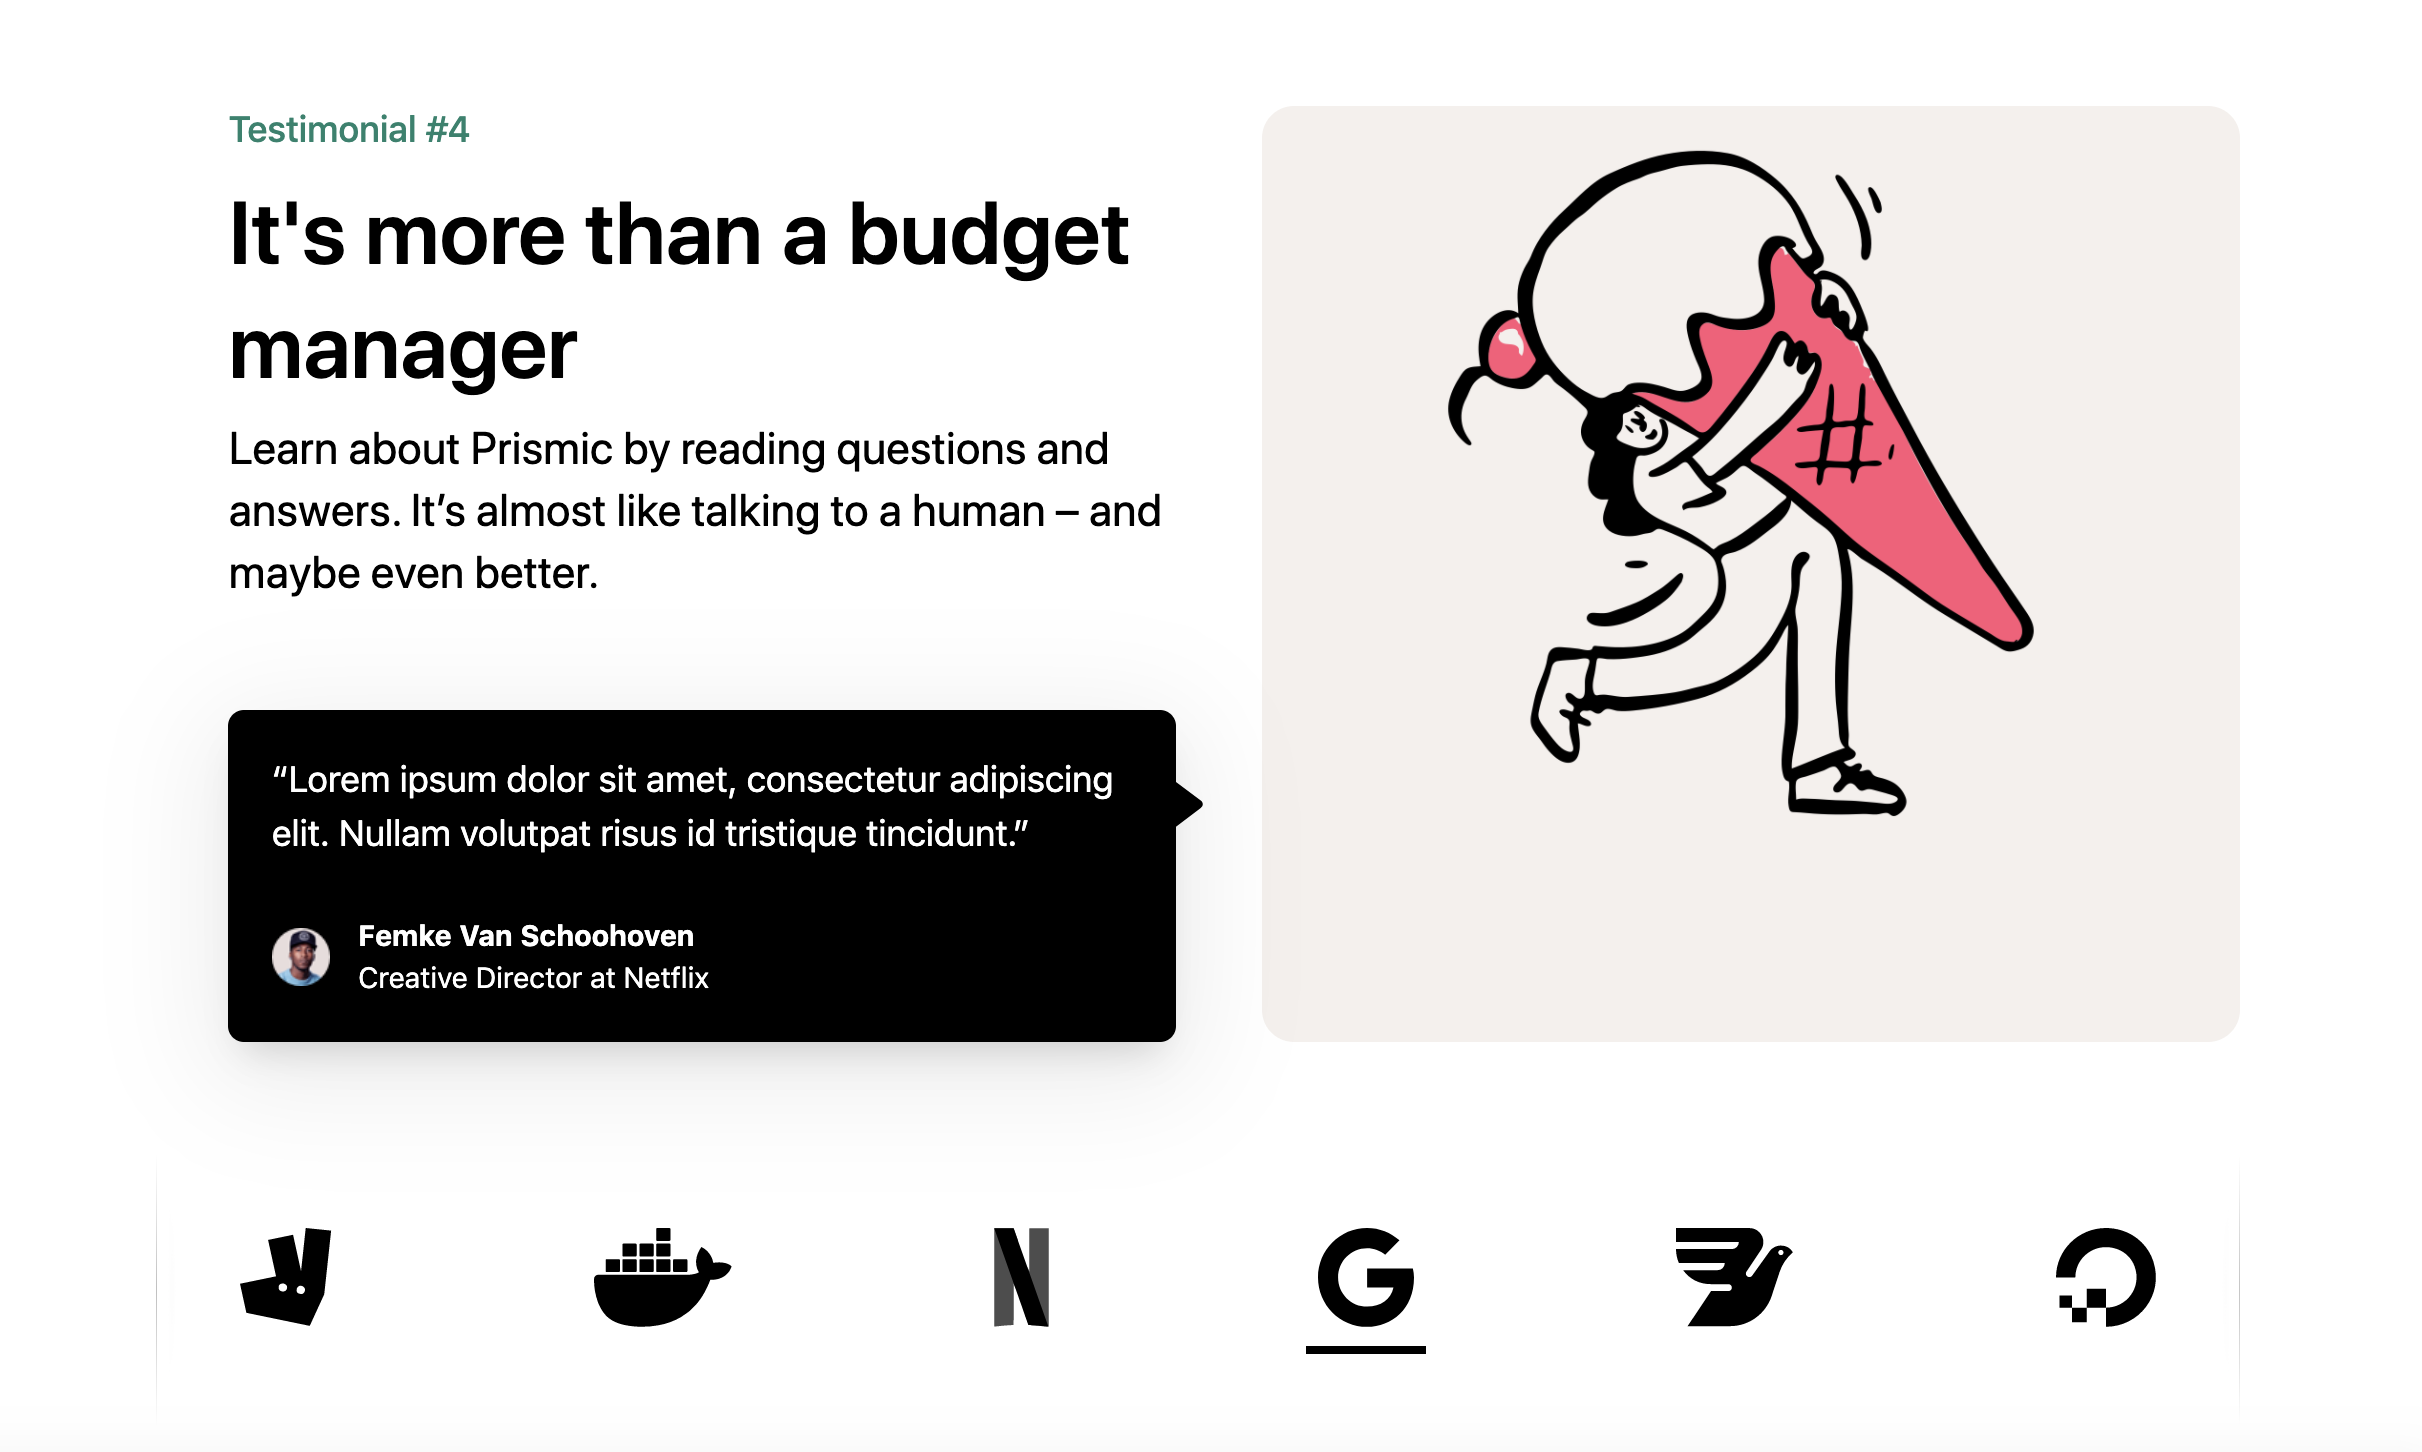 Testimonial #4
It's more than a budget
manager
Learn about Prismic by reading questions and
answers. It’s almost like talking to a human – and
maybe even better.
“Lorem ipsum dolor sit amet, consectetur adipiscing
elit. Nullam volutpat risus id tristique tincidunt.”
Femke Van Schoohoven
Creative Director at Netflix
N
G